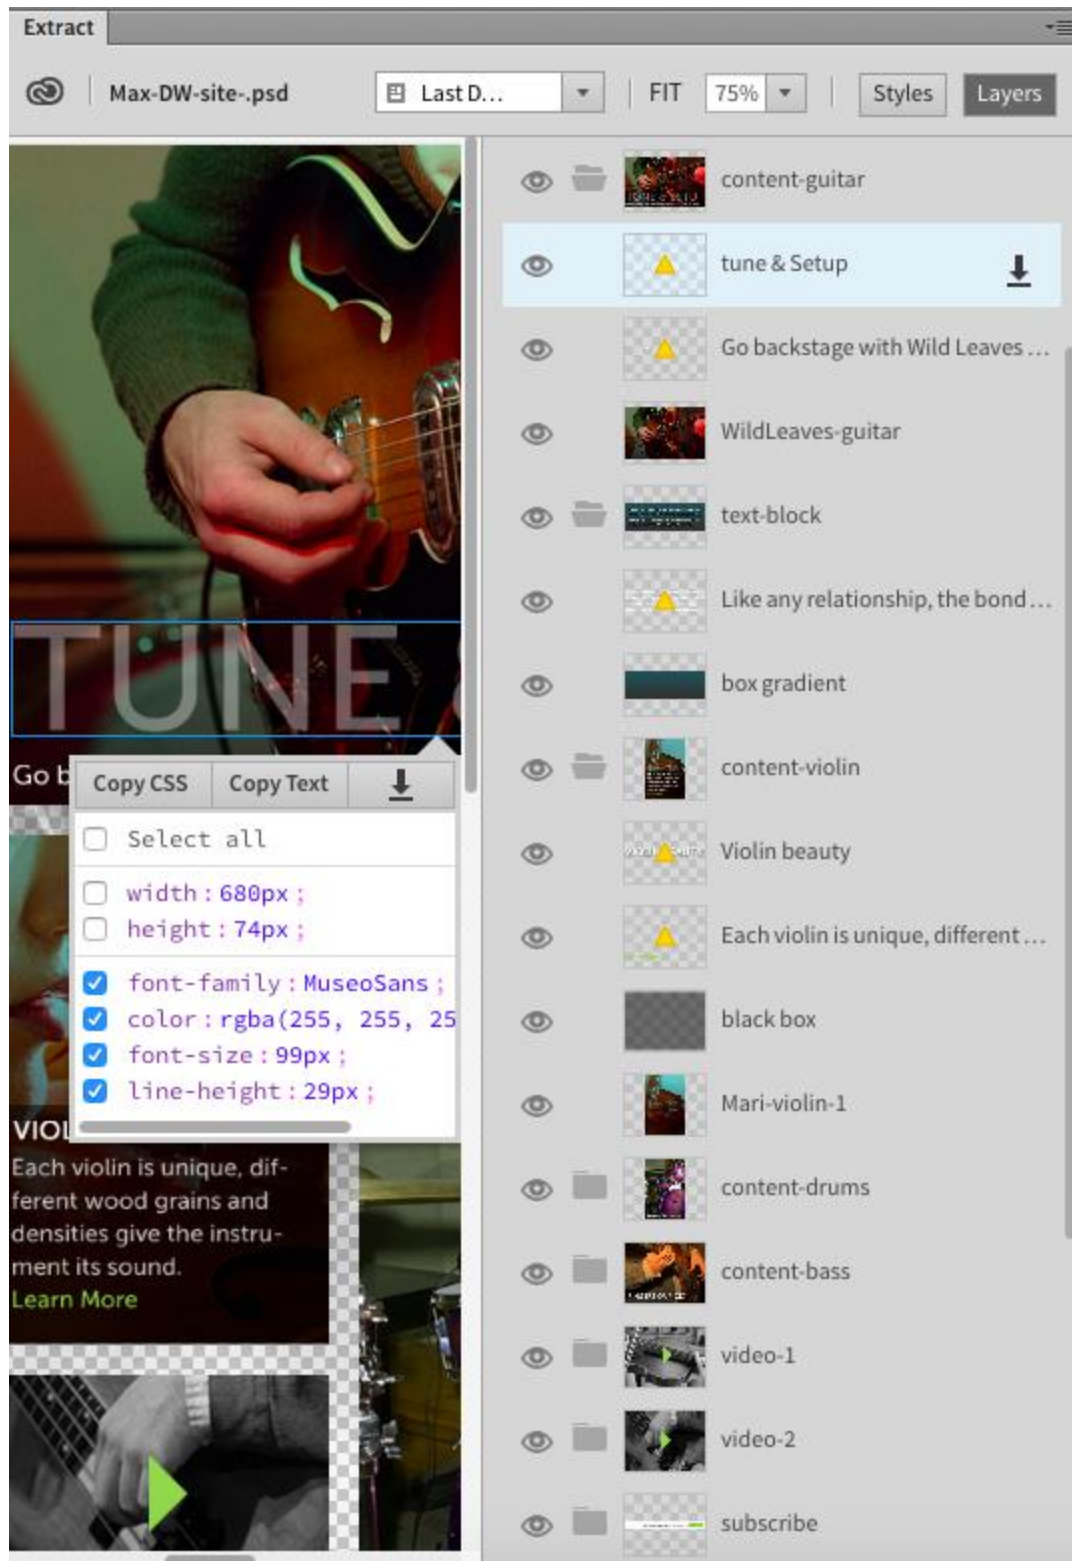 Extract
Max-DW-site-.psd
Last D...
FIT
75%
Styles
Layers
TUNE
Go b
Copy CSS
Copy Text
Select all
width : 680px ;
height : 74px ;
font-family : MuseoSans ;
color : rgba(255, 255, 25
font-size : 99px ;
line-height : 29px ;
VIOL
Each violin is unique, dif-
ferent wood grains and
densities give the instru-
ment its sound.
Learn More
content-guitar
tune & Setup
Go backstage with Wild Leaves ...
WildLeaves-guitar
text-block
Like any relationship, the bond ...
box gradient
content-violin
Violin beauty
Each violin is unique, different ...
black box
Mari-violin-1
content-drums
content-bass
video-1
video-2
subscribe